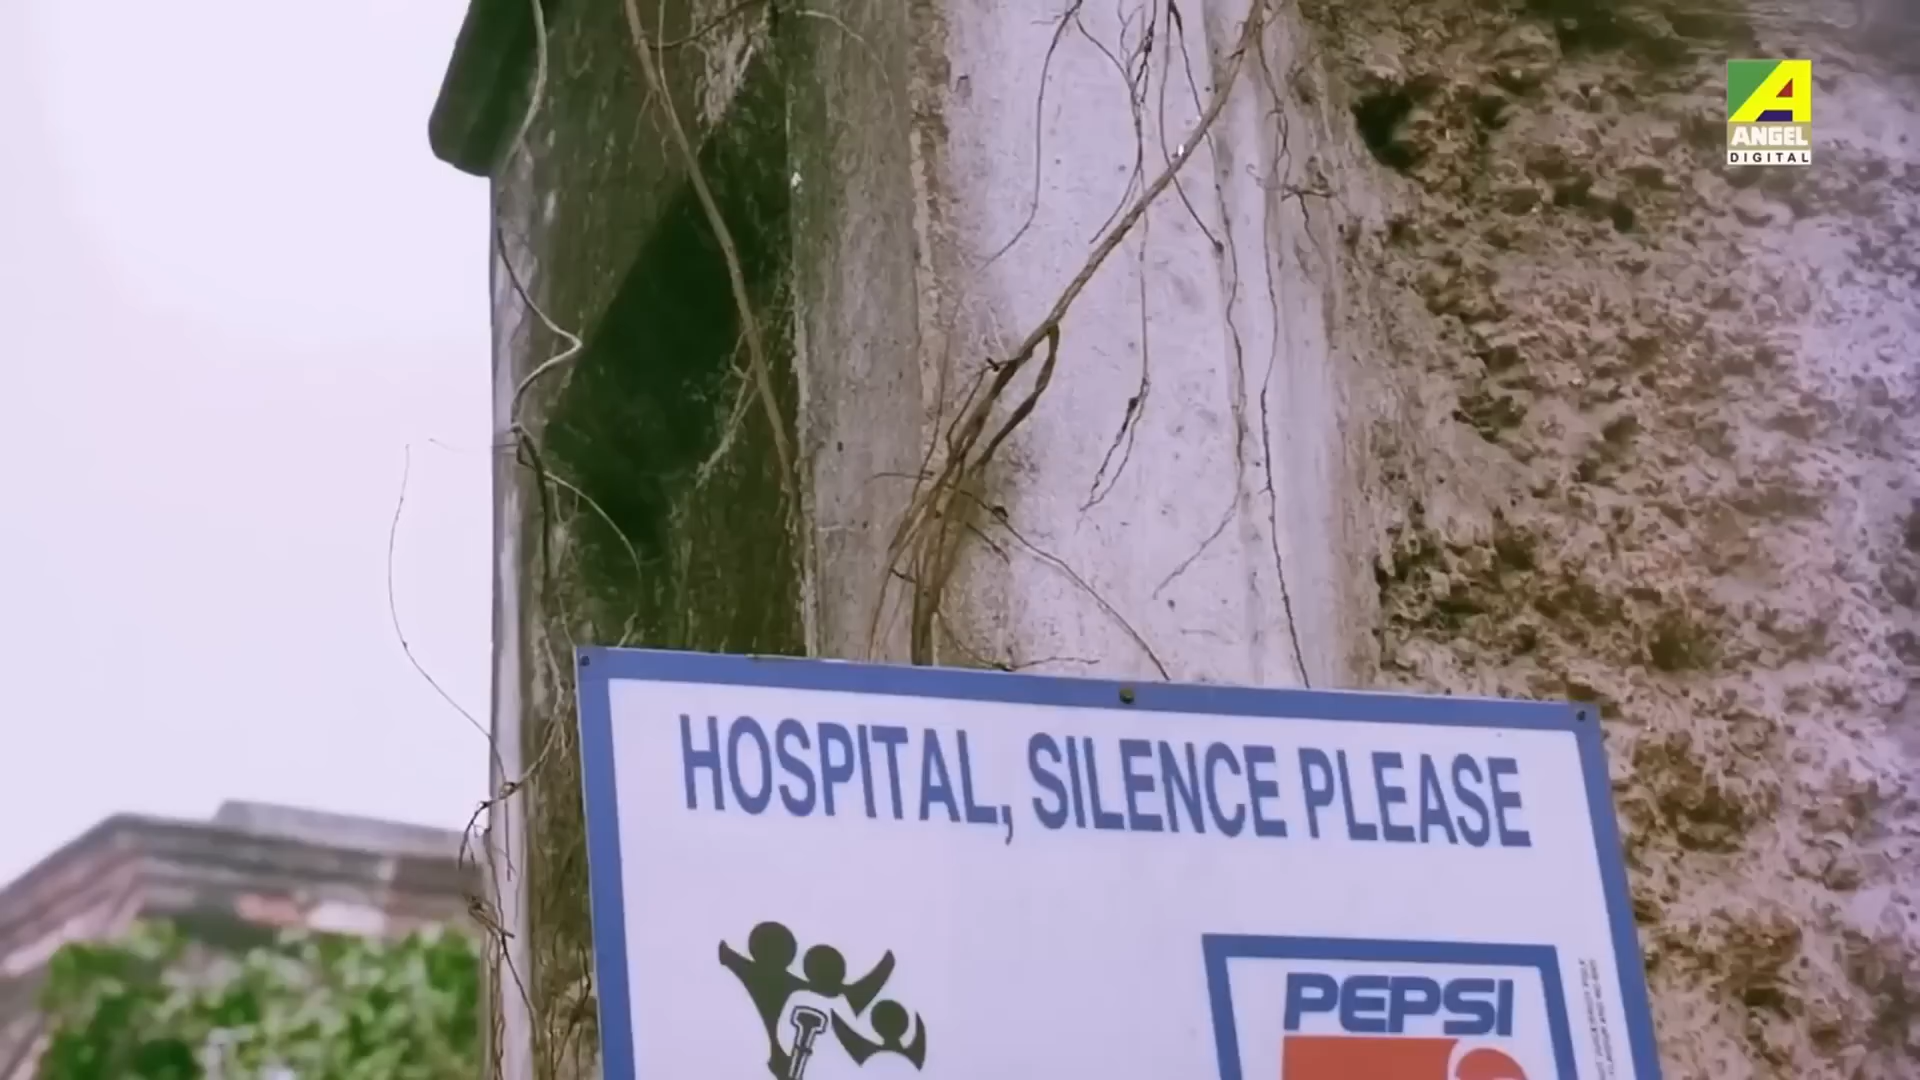 ANGEL
DIGITAL
HOSPITAL, SILENCE PLEASE
PEPSI